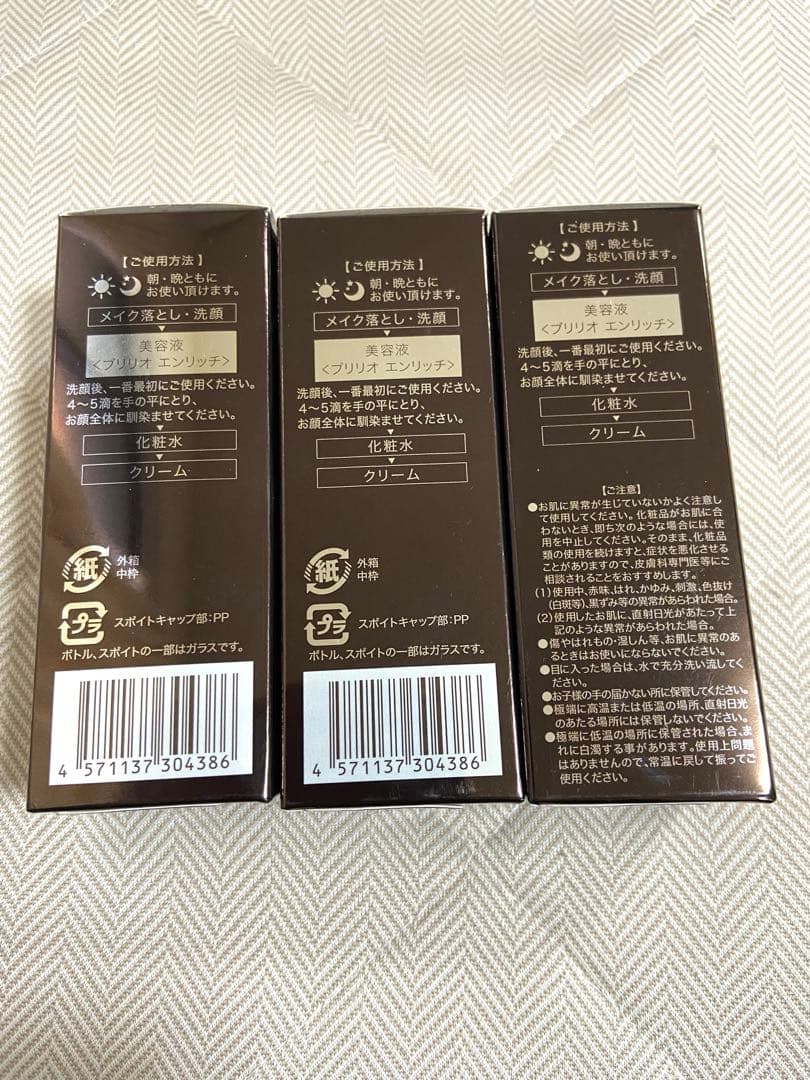 【ご使用方法】
朝・晩ともに
お使い頂けます。
メイク落とし・洗顔
美容液
＜ブリリオ エンリッチ＞
洗顔後、一番最初にご使用ください。
4〜5滴を手の平にとり、
お顔全体に馴染ませてください。
化粧水
クリーム
紙
外箱
中枠
プラ
スポイトキャップ部：PP
ボトル、スポイトの一部はガラスです。
4 571137 304386
【ご使用方法】
朝・晩ともに
お使い頂けます。
メイク落とし・洗顔
美容液
＜ブリリオ エンリッチ＞
洗顔後、一番最初にご使用ください。
4〜5滴を手の平にとり、
お顔全体に馴染ませてください。
化粧水
クリーム
紙
外箱
中枠
プラ
スポイトキャップ部：PP
ボトル、スポイトの一部はガラスです。
4 571137 304386
【ご使用方法】
朝・晩ともに
お使い頂けます。
メイク落とし・洗顔
美容液
＜ブリリオ エンリッチ＞
洗顔後、一番最初にご使用ください。
4〜5滴を手の平にとり、
お顔全体に馴染ませてください。
化粧水
クリーム
【ご注意】
●お肌に異常が生じていないかよく注意し
て使用してください。化粧品がお肌に合
わないとき、即ち次のような場合には、使
用を中止してください。そのまま、化粧品
類の使用を続けますと、症状を悪化させる
ことがありますので、皮膚科専門医等にご
相談されることをおすすめします。
(1)使用中、赤味、はれ、かゆみ、刺激、色抜け
(白斑等)、黒ずみ等の異常があらわれた場合。
(2)使用したお肌に、直射日光があたって上
記のような異常があらわれた場合。
●傷やはれもの・湿しん等、お肌に異常のあ
るときはお使いにならないでください。
●目に入った場合は、水で充分洗い流してく
ださい。
●お子様の手の届かない所に保管してください。
●極端に高温または低温の場所、直射日光
のあたる場所には保管しないでください。
●極端に低温の場所に保管された場合、ま
れに白濁する事があります。使用上問題
はありませんので、常温に戻して振ってご
使用ください。